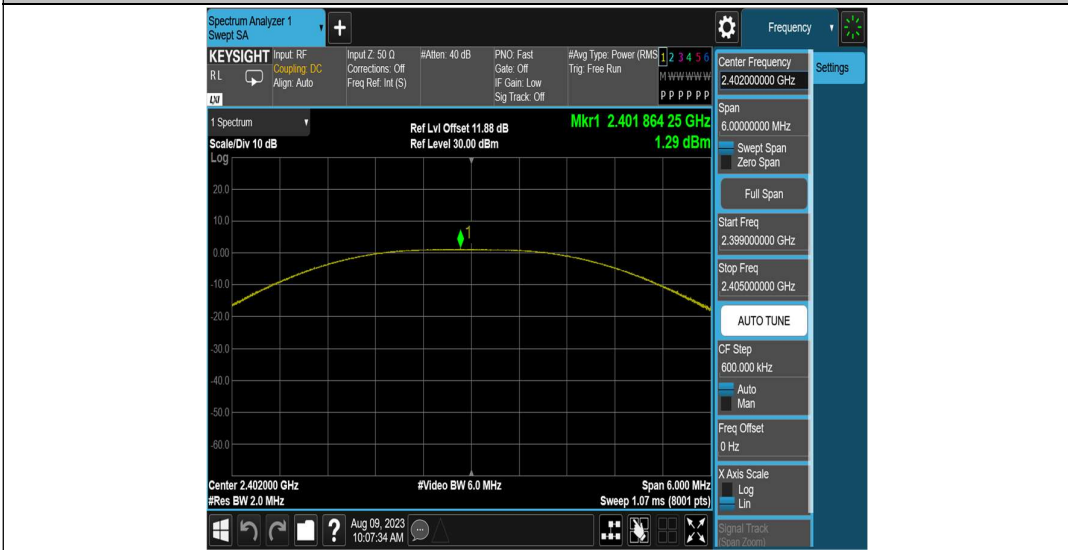 Spectrum Analyzer 1
Swept SA
+
Frequency
KEYSIGHT Input: RF Input Z: 50 Ω #Atten: 40 dB PNO: Fast #Avg Type: Power (RMS 1 2 3 4 5 6
RL Coupling: DC Corrections: Off Gate: Off Trig: Free Run M W W W W W
Align: Auto Freq Ref: Int (S) IF Gain: Low
Sig Track: Off P P P P P P
LXI
1 Spectrum
Ref Lvl Offset 11.88 dB
Mkr1 2.401 864 25 GHz
Scale/Div 10 dB
Ref Level 30.00 dBm
1.29 dBm
Log
20.0
10.0
0.00
-10.0
-20.0
-30.0
-40.0
-50.0
-60.0
1
Center 2.402000 GHz #Video BW 6.0 MHz Span 6.000 MHz
#Res BW 2.0 MHz Sweep 1.07 ms (8001 pts)
Center Frequency
2.402000000 GHz
Settings
Span
6.00000000 MHz
Swept Span
Zero Span
Full Span
Start Freq
2.399000000 GHz
Stop Freq
2.405000000 GHz
AUTO TUNE
CF Step
600.000 kHz
Auto
Man
Freq Offset
0 Hz
X Axis Scale
Log
Lin
Signal Track
(Span Zoom)
? Aug 09, 2023
10:07:34 AM